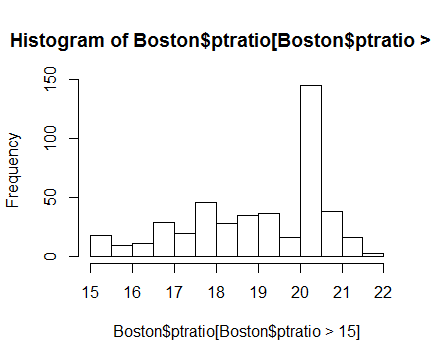 Histogram of Boston$ptratio[Boston$ptratio >
150
100
50
0
Frequency
15 16 17 18 19 20 21 22
Boston$ptratio[Boston$ptratio > 15]